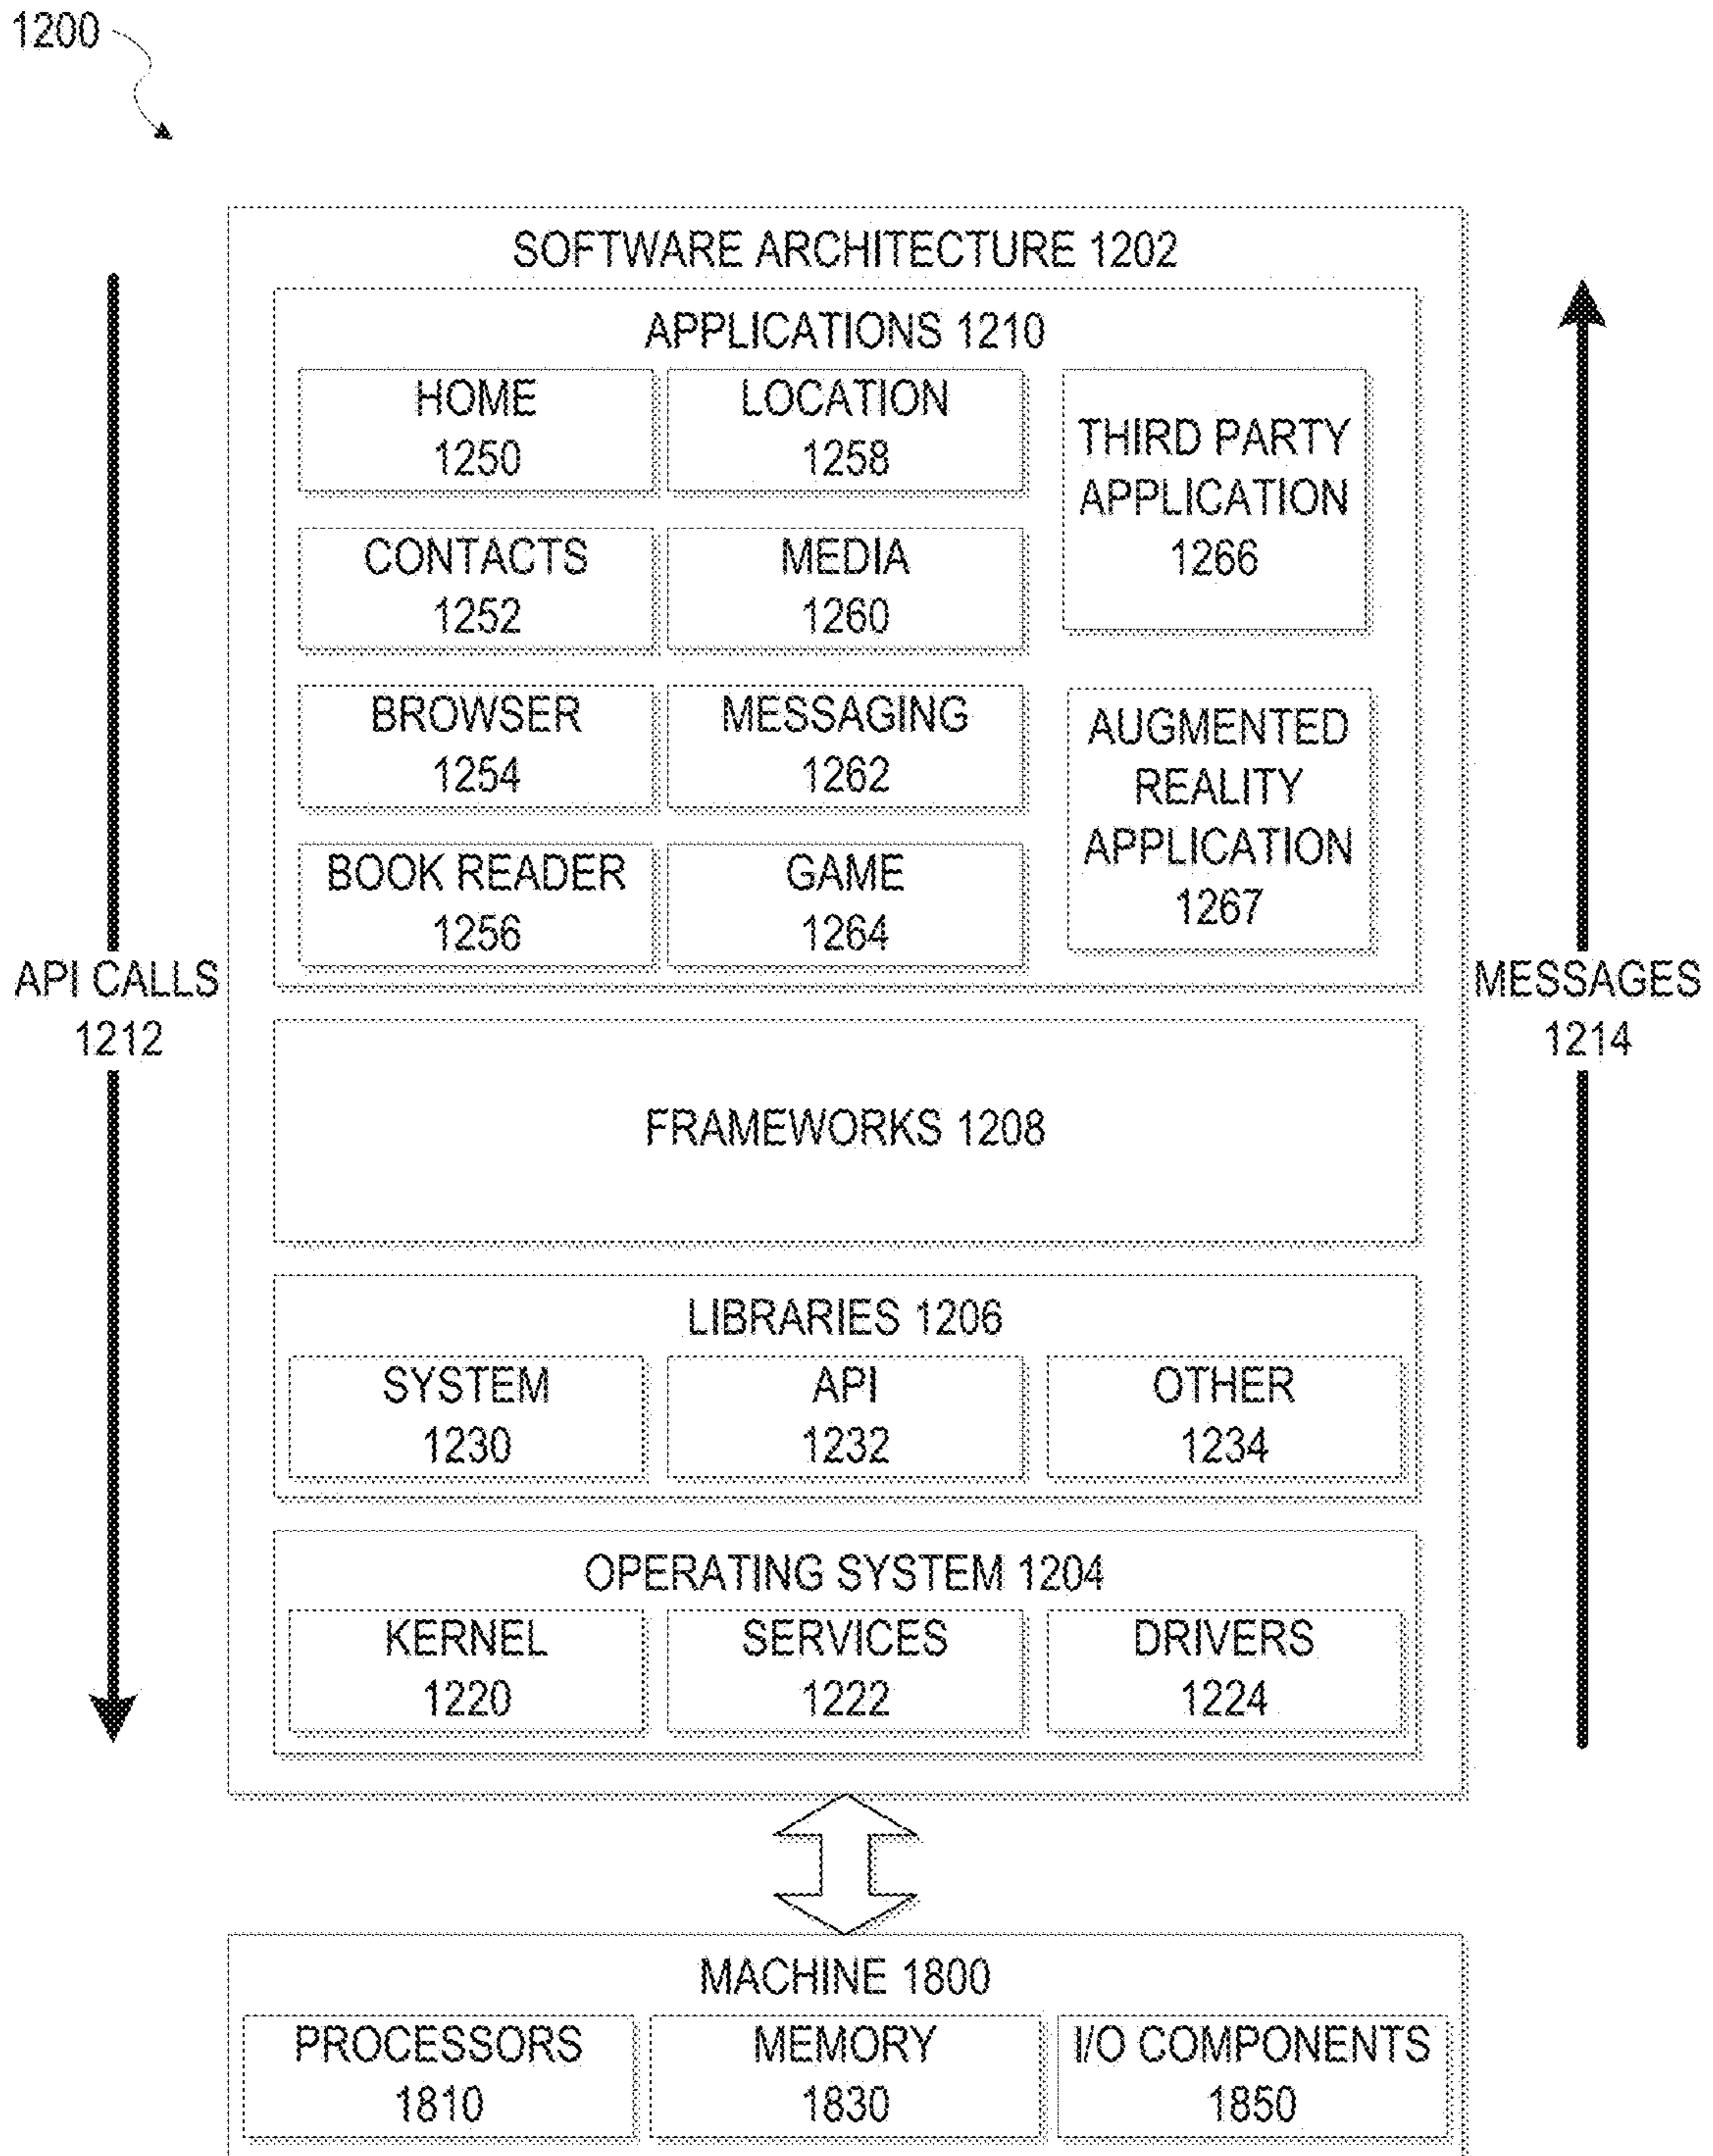 1200
SOFTWARE ARCHITECTURE 1202
APPLICATIONS 1210
HOME
1250
LOCATION
1258
THIRD PARTY
APPLICATION
1266
CONTACTS
1252
MEDIA
1260
BROWSER
1254
MESSAGING
1262
AUGMENTED
REALITY
APPLICATION
1267
BOOK READER
1256
GAME
1264
API CALLS
1212
MESSAGES
1214
FRAMEWORKS 1208
LIBRARIES 1206
SYSTEM
1230
API
1232
OTHER
1234
OPERATING SYSTEM 1204
KERNEL
1220
SERVICES
1222
DRIVERS
1224
MACHINE 1800
PROCESSORS
1810
MEMORY
1830
I/O COMPONENTS
1850